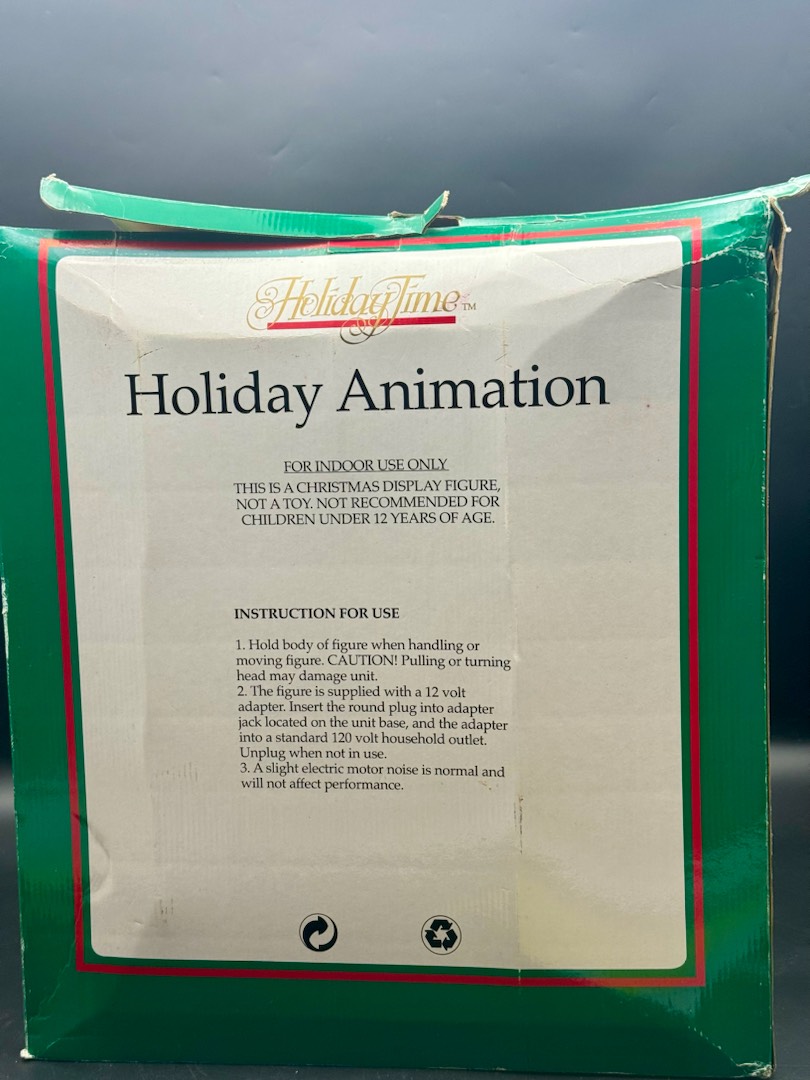 Holiday Time TM
Holiday Animation
FOR INDOOR USE ONLY
THIS IS A CHRISTMAS DISPLAY FIGURE,
NOT A TOY. NOT RECOMMENDED FOR
CHILDREN UNDER 12 YEARS OF AGE.
INSTRUCTION FOR USE
1. Hold body of figure when handling or
moving figure. CAUTION! Pulling or turning
head may damage unit.
2. The figure is supplied with a 12 volt
adapter. Insert the round plug into adapter
jack located on the unit base, and the adapter
into a standard 120 volt household outlet.
Unplug when not in use.
3. A slight electric motor noise is normal and
will not affect performance.